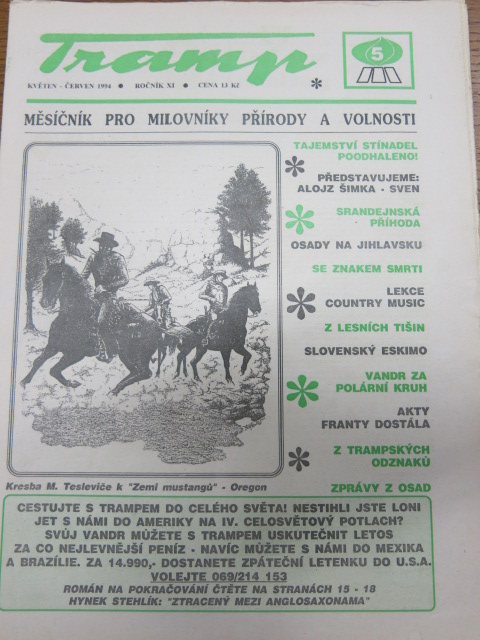 Tramp
5
KVĚTEN - ČERVEN 1994 ● ROČNÍK XI ● CENA 13 Kč
MĚSÍČNÍK PRO MILOVNÍKY PŘÍRODY A VOLNOSTI
TAJEMSTVÍ STÍNADEL
POODHALENO!
PŘEDSTAVUJEME:
ALOJZ ŠIMKA - SVEN
SRANDEJNSKÁ
PŘÍHODA
OSADY NA JIHLAVSKU
SE ZNAKEM SMRTI
LEKCE
COUNTRY MUSIC
Z LESNÍCH TIŠIN
SLOVENSKÝ ESKIMO
VANDR ZA
POLÁRNÍ KRUH
AKTY
FRANTY DOSTÁLA
Z TRAMPSKÝCH
ODZNAKŮ
ZPRÁVY Z OSAD
Kresba M. Tesleviče k "Zemi mustangů" - Oregon
CESTUJTE S TRAMPEM DO CELÉHO SVĚTA! NESTIHLI JSTE LONI
JET S NÁMI DO AMERIKY NA IV. CELOSVĚTOVÝ POTLACH?
SVŮJ VANDR MŮŽETE S TRAMPEM USKUTEČNIT LETOS
ZA CO NEJLEVNĚJŠÍ PENÍZ - NAVÍC MŮŽETE S NÁMI DO MEXIKA
A BRAZÍLIE. ZA 14.990,- DOSTANETE ZPÁTEČNÍ LETENKU DO U.S.A.
VOLEJTE 069/214 153
ROMÁN NA POKRAČOVÁNÍ ČTĚTE NA STRANÁCH 15 - 18
HYNEK STEHLÍK: "ZTRACENÝ MEZI ANGLOSAXONAMA"